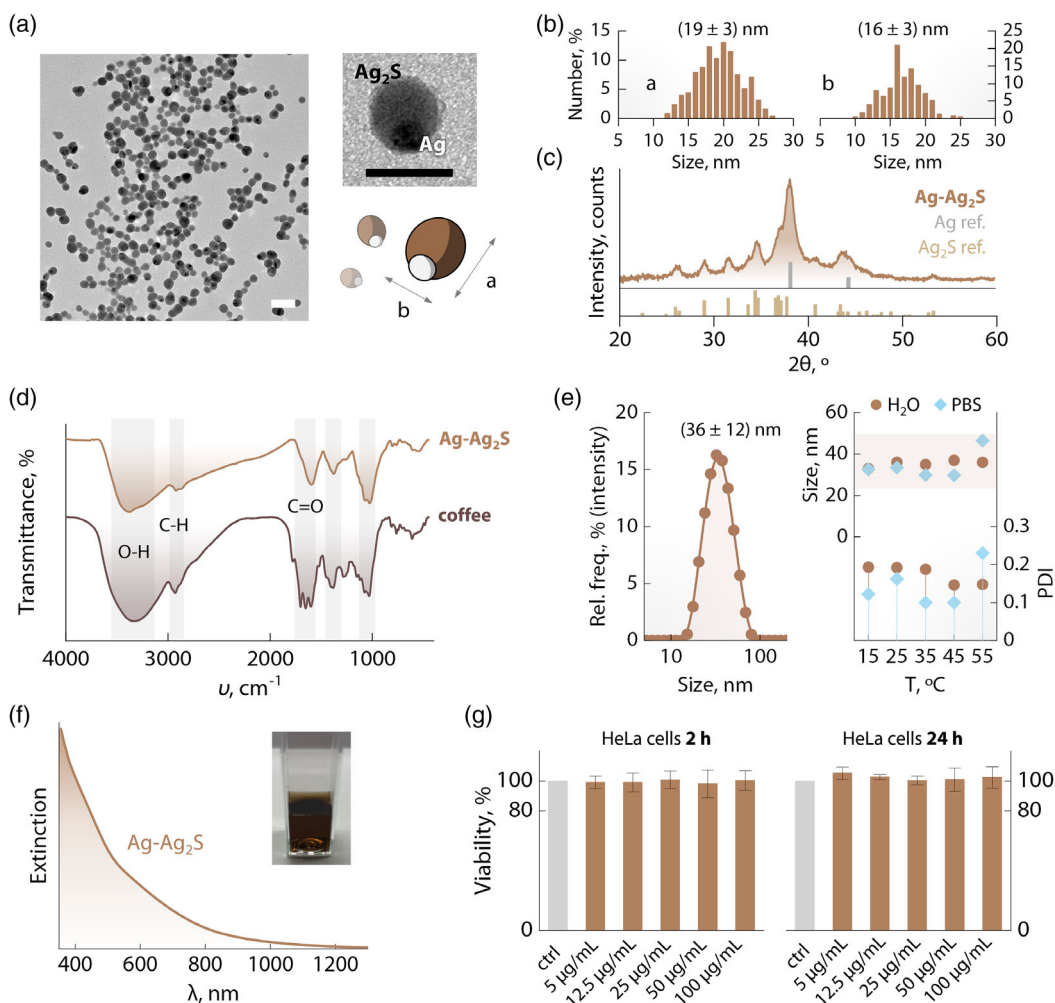 (a)
Ag₂S
Ag
b
a
(b)
(19 ± 3) nm
(16 ± 3) nm
Number, %
15
10
5
0
a
b
25
20
15
10
5
0
5 10 15 20 25 30
5 10 15 20 25 30
Size, nm
Size, nm
(c)
Intensity, counts
Ag-Ag₂S
Ag ref.
Ag₂S ref.
20 30 40 50 60
2θ, °
(d)
Transmittance, %
Ag-Ag₂S
C=O
C-H
coffee
O-H
4000 3000 2000 1000
υ, cm⁻¹
(e)
Rel. freq., % (intensity)
20
15
10
5
0
(36 ± 12) nm
10 100
Size, nm
H₂O PBS
Size, nm
60
40
20
0
0.3
0.2
0.1
0
PDI
15 25 35 45 55
T, °C
(f)
Extinction
Ag-Ag₂S
400 600 800 1000 1200
λ, nm
(g)
HeLa cells 2 h
HeLa cells 24 h
Viability, %
100
80
0
100
80
0
ctrl
5 µg/mL
12.5 µg/mL
25 µg/mL
50 µg/mL
100 µg/mL
ctrl
5 µg/mL
12.5 µg/mL
25 µg/mL
50 µg/mL
100 µg/mL